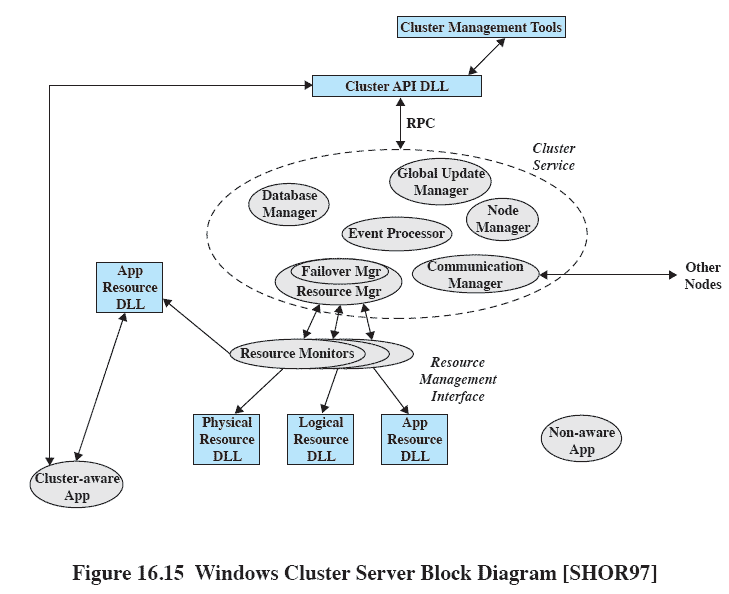 Cluster Management Tools
Cluster API DLL
RPC
Cluster
Service
Global Update
Manager
Database
Manager
Node
Manager
Event Processor
Failover Mgr
Resource Mgr
Communication
Manager
Other
Nodes
App
Resource
DLL
Resource Monitors
Resource
Management
Interface
Physical
Resource
DLL
Logical
Resource
DLL
App
Resource
DLL
Non-aware
App
Cluster-aware
App
Figure 16.15 Windows Cluster Server Block Diagram [SHOR97]